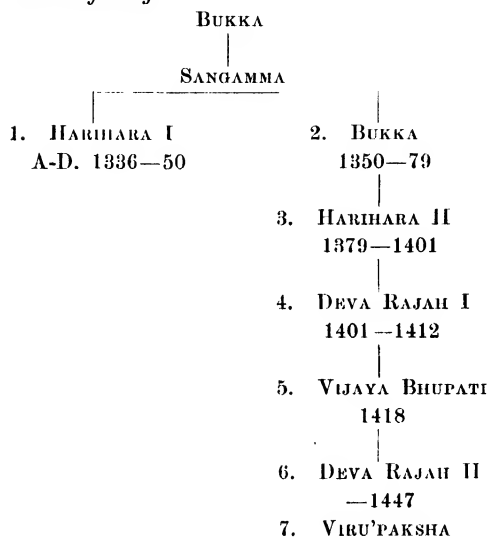 BUKKA
SANGAMMA
1. HARIHARA I 2. BUKKA
A-D. 1336—50 1350—79
3. HARIHARA II
1379—1401
4. DEVA RAJAH I
1401—1412
5. VIJAYA BHUPATI
1418
6. DEVA RAJAH II
—1447
7. VIRU'PAKSHA